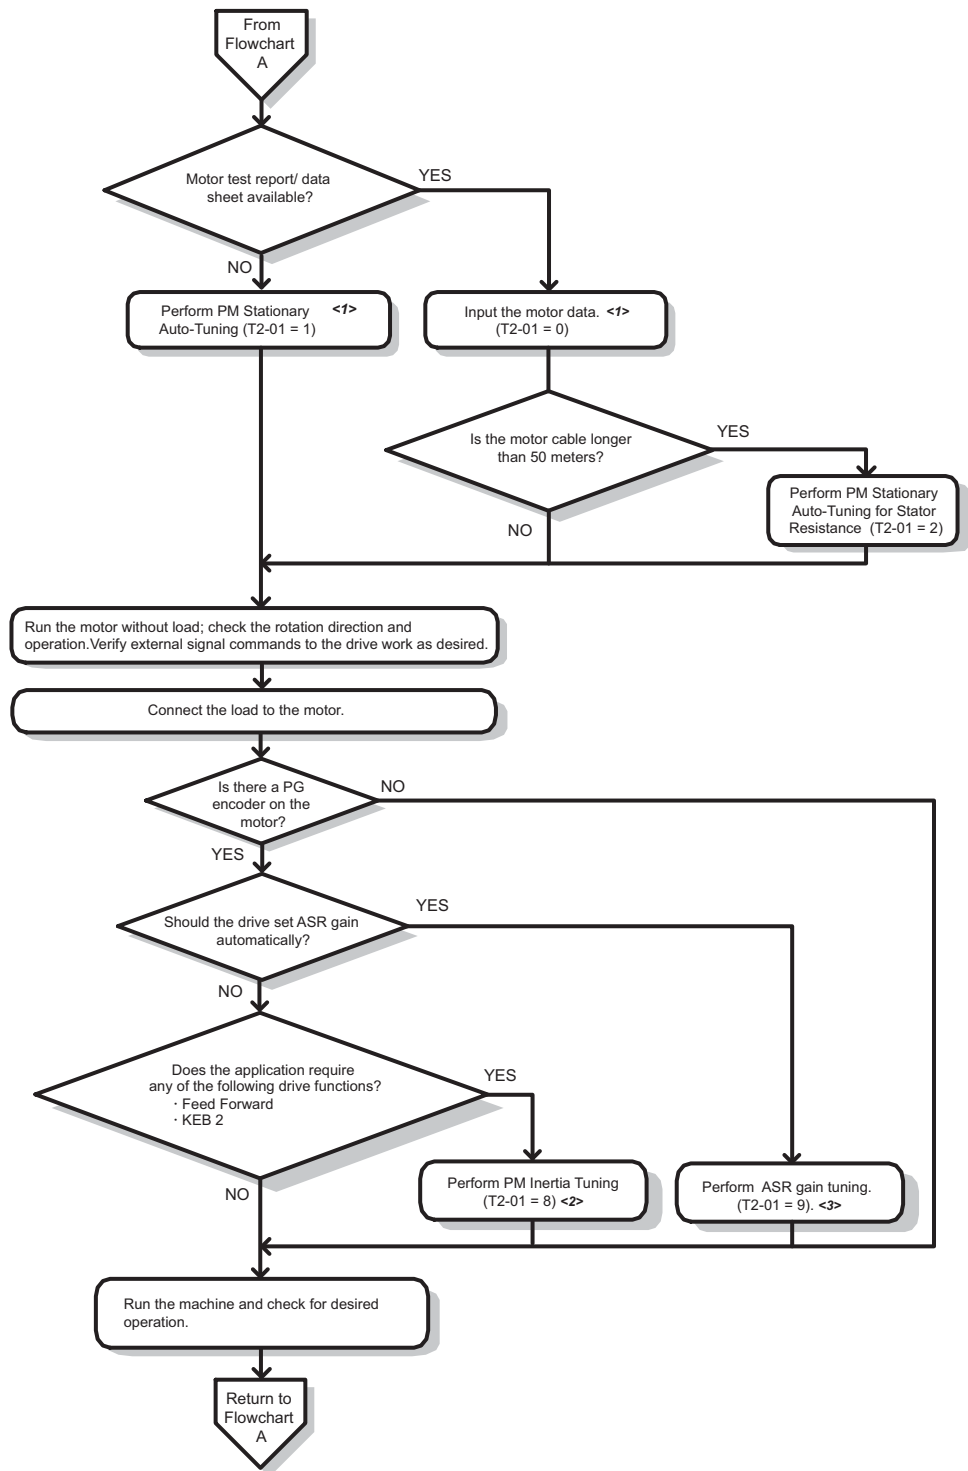 From
Flowchart
A
Motor test report/ data
sheet available?
YES
NO
Perform PM Stationary <1>
Auto-Tuning (T2-01 = 1)
Input the motor data. <1>
(T2-01 = 0)
Is the motor cable longer
than 50 meters?
YES
NO
Perform PM Stationary
Auto-Tuning for Stator
Resistance (T2-01 = 2)
Run the motor without load; check the rotation direction and
operation.Verify external signal commands to the drive work as desired.
Connect the load to the motor.
Is there a PG
encoder on the
motor?
NO
YES
Should the drive set ASR gain
automatically?
YES
NO
Does the application require
any of the following drive functions?
· Feed Forward
· KEB 2
YES
NO
Perform PM Inertia Tuning
(T2-01 = 8) <2>
Perform ASR gain tuning.
(T2-01 = 9). <3>
Run the machine and check for desired
operation.
Return to
Flowchart
A